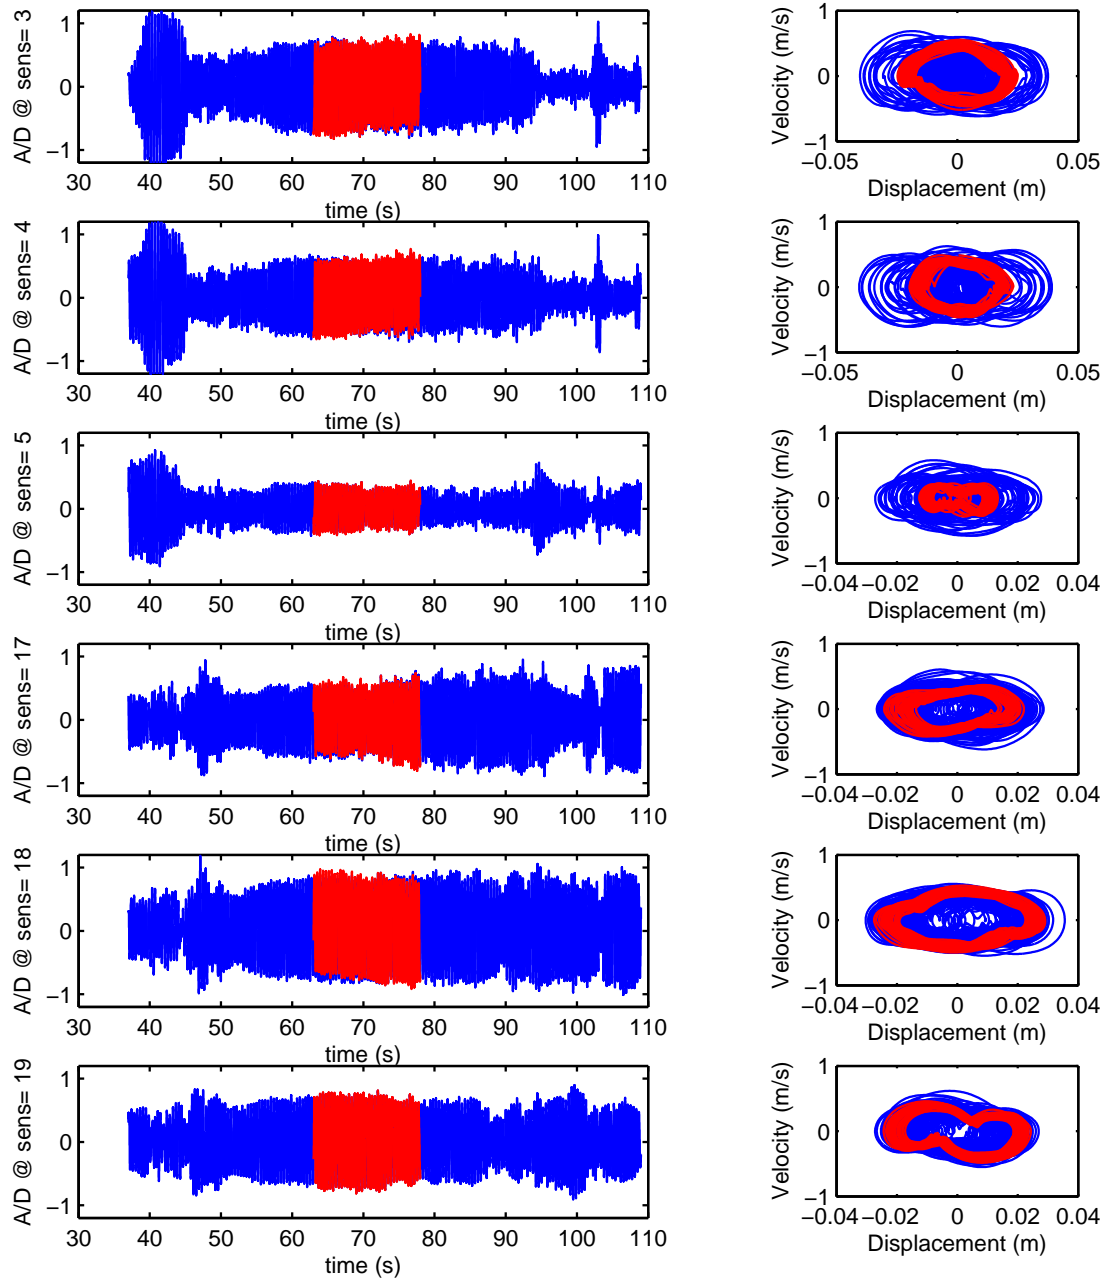 A/D @ sens= 3
1
0
−1
30 40 50 60 70 80 90 100 110
time (s)
Velocity (m/s)
1
0
−1
−0.05 0 0.05
Displacement (m)
A/D @ sens= 4
1
0
−1
30 40 50 60 70 80 90 100 110
time (s)
Velocity (m/s)
1
0
−1
−0.05 0 0.05
Displacement (m)
A/D @ sens= 5
1
0
−1
30 40 50 60 70 80 90 100 110
time (s)
Velocity (m/s)
1
0
−1
−0.04 −0.02 0 0.02 0.04
Displacement (m)
A/D @ sens= 17
1
0
−1
30 40 50 60 70 80 90 100 110
time (s)
Velocity (m/s)
1
0
−1
−0.04 −0.02 0 0.02 0.04
Displacement (m)
A/D @ sens= 18
1
0
−1
30 40 50 60 70 80 90 100 110
time (s)
Velocity (m/s)
1
0
−1
−0.04 −0.02 0 0.02 0.04
Displacement (m)
A/D @ sens= 19
1
0
−1
30 40 50 60 70 80 90 100 110
time (s)
Velocity (m/s)
1
0
−1
−0.04 −0.02 0 0.02 0.04
Displacement (m)